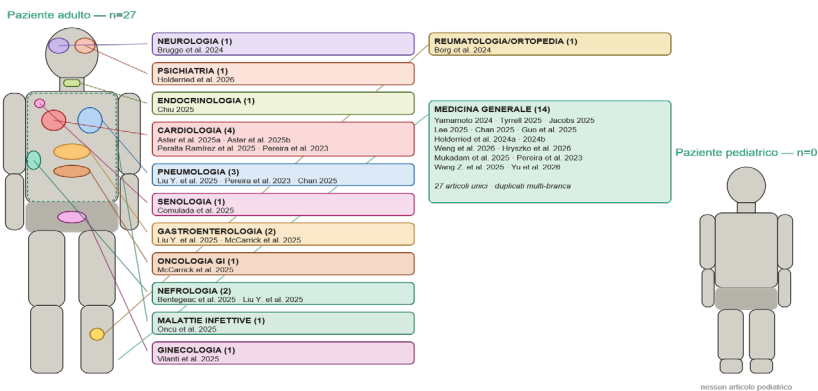 Paziente adulto — n=27
NEUROLOGIA (1)
Brugge et al. 2024
PSICHIATRIA (1)
Holderried et al. 2026
ENDOCRINOLOGIA (1)
Chiu 2025
CARDIOLOGIA (4)
Aster et al. 2025a · Aster et al. 2025b
Peralta Ramírez et al. 2025 · Pereira et al. 2023
PNEUMOLOGIA (3)
Liu Y. et al. 2025 · Pereira et al. 2023 · Chan 2025
SENOLOGIA (1)
Comulada et al. 2025
GASTROENTEROLOGIA (2)
Liu Y. et al. 2025 · McCarrick et al. 2025
ONCOLOGIA GI (1)
McCarrick et al. 2025
NEFROLOGIA (2)
Bentegeac et al. 2025 · Liu Y. et al. 2025
MALATTIE INFETTIVE (1)
Oncü et al. 2025
GINECOLOGIA (1)
Vilanti et al. 2025
REUMATOLOGIA/ORTOPEDIA (1)
Borg et al. 2024
MEDICINA GENERALE (14)
Yamamoto 2024 · Tyrrell 2025 · Jacobs 2025
Lee 2025 · Chan 2025 · Guo et al. 2025
Holderried et al. 2024a · 2024b
Weng et al. 2026 · Hryszko et al. 2026
Mukadam et al. 2025 · Pereira et al. 2023
Wang Z. et al. 2025 · Yu et al. 2026
27 articoli unici · duplicati multi-branca
Paziente pediatrico — n=0
nessun articolo pediatrico